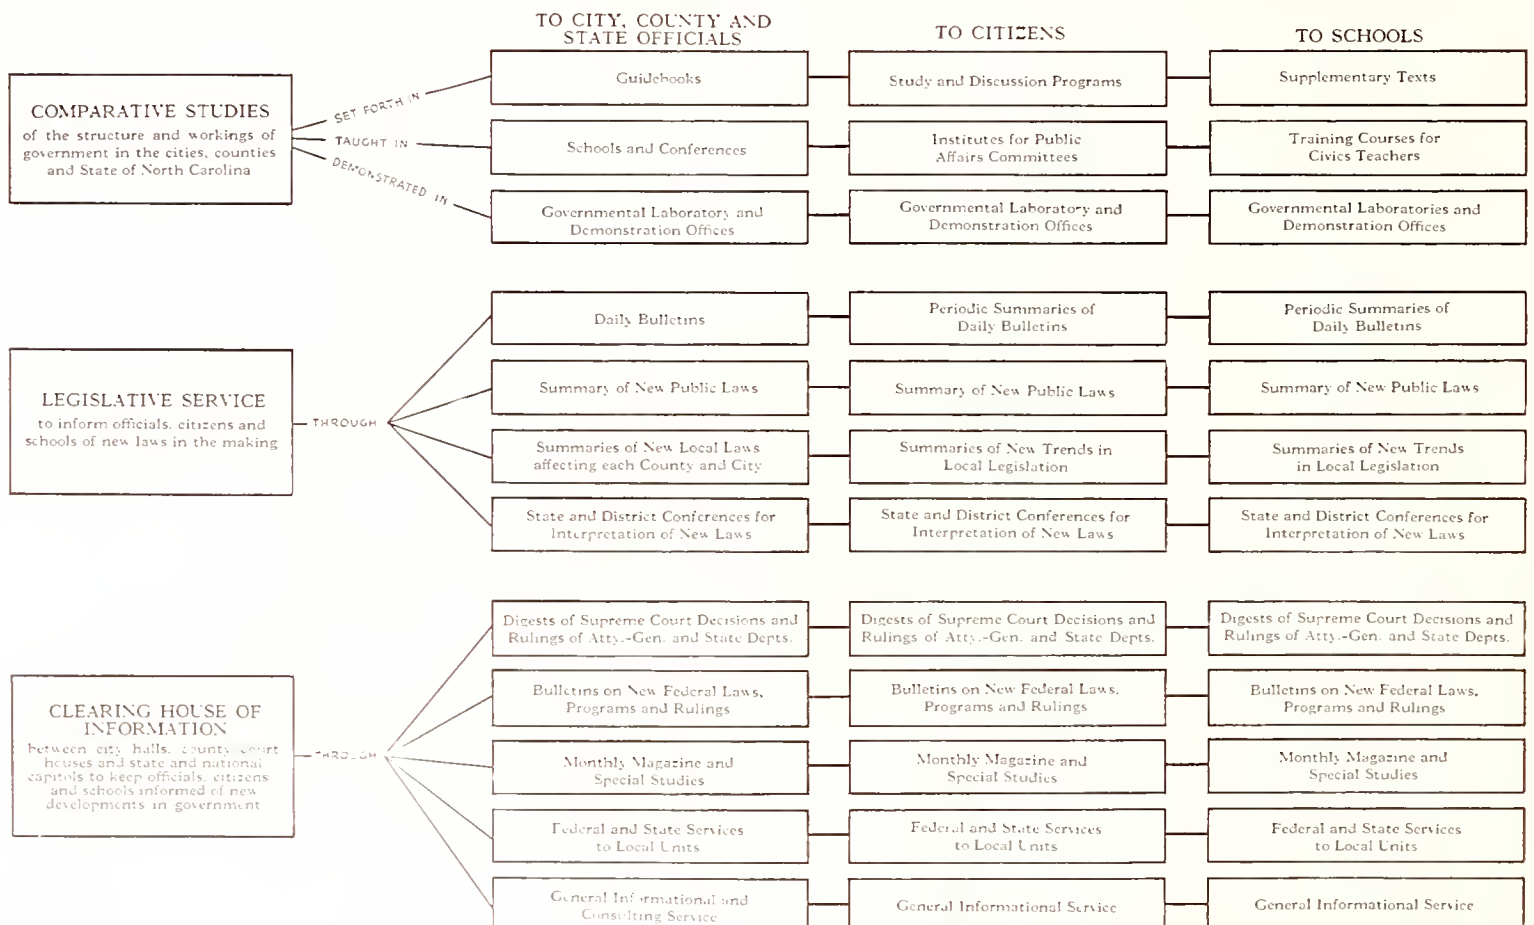 TO CITY, COUNTY AND
STATE OFFICIALS
TO CITIZENS
TO SCHOOLS
COMPARATIVE STUDIES
of the structure and workings of
government in the cities, counties
and State of North Carolina
SET FORTH IN
TAUGHT IN
DEMONSTRATED IN
Guidebooks
Study and Discussion Programs
Supplementary Texts
Schools and Conferences
Institutes for Public
Affairs Committees
Training Courses for
Civics Teachers
Governmental Laboratory and
Demonstration Offices
Governmental Laboratory and
Demonstration Offices
Governmental Laboratories and
Demonstration Offices
LEGISLATIVE SERVICE
to inform officials, citizens and
schools of new laws in the making
THROUGH
Daily Bulletins
Periodic Summaries of
Daily Bulletins
Periodic Summaries of
Daily Bulletins
Summary of New Public Laws
Summary of New Public Laws
Summary of New Public Laws
Summaries of New Local Laws
affecting each County and City
Summaries of New Trends in
Local Legislation
Summaries of New Trends
in Local Legislation
State and District Conferences for
Interpretation of New Laws
State and District Conferences for
Interpretation of New Laws
State and District Conferences for
Interpretation of New Laws
CLEARING HOUSE OF
INFORMATION
between city halls, county court
houses and state and national
capitols to keep officials, citizens
and schools informed of new
developments in government
THROUGH
Digests of Supreme Court Decisions and
Rulings of Atty.-Gen. and State Depts.
Digests of Supreme Court Decisions and
Rulings of Atty.-Gen. and State Depts.
Digests of Supreme Court Decisions and
Rulings of Atty.-Gen. and State Depts.
Bulletins on New Federal Laws,
Programs and Rulings
Bulletins on New Federal Laws,
Programs and Rulings
Bulletins on New Federal Laws,
Programs and Rulings
Monthly Magazine and
Special Studies
Monthly Magazine and
Special Studies
Monthly Magazine and
Special Studies
Federal and State Services
to Local Units
Federal and State Services
to Local Units
Federal and State Services
to Local Units
General Informational and
Consulting Service
General Informational Service
General Informational Service